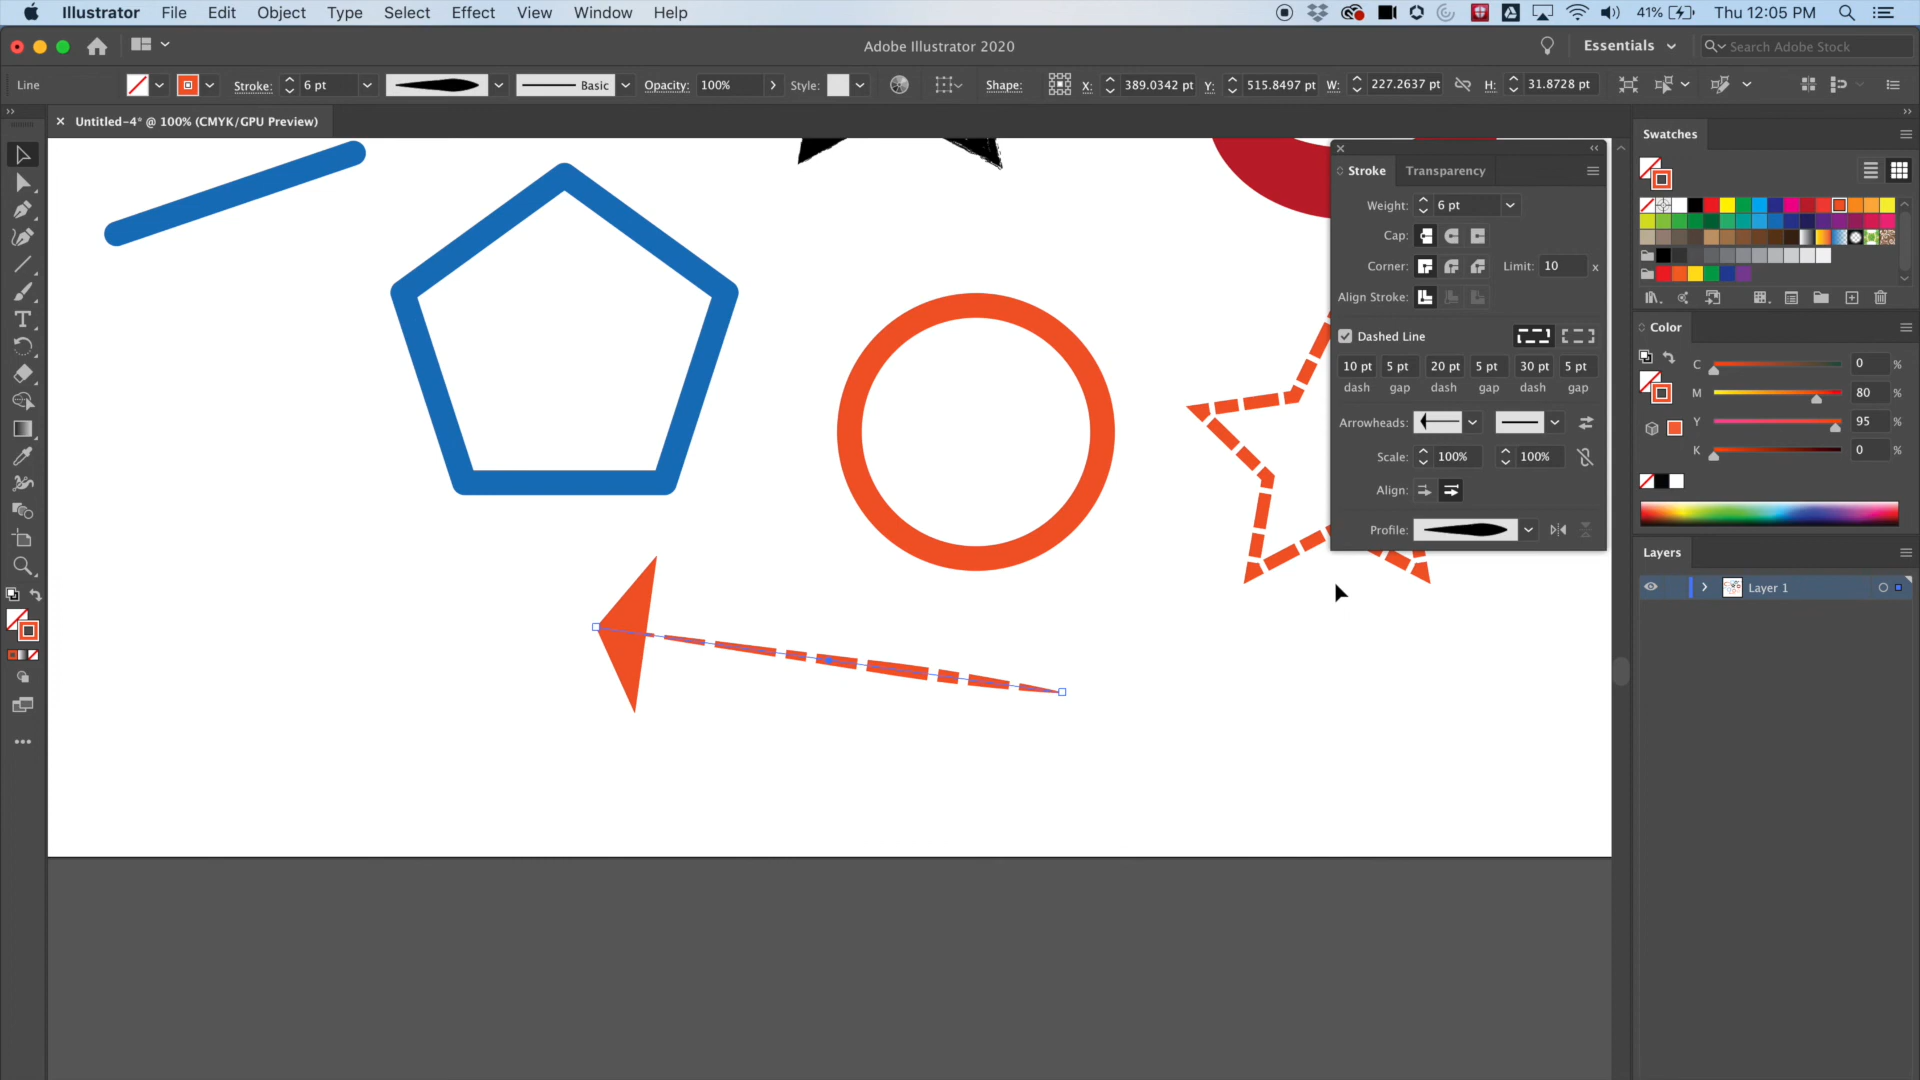 Illustrator File Edit Object Type Select Effect View Window Help 41% Thu 12:05 PM
Adobe Illustrator 2020 Essentials Search Adobe Stock
Line Stroke: 6 pt Basic Opacity: 100% Style: Shape: X: 389.0342 pt Y: 515.8497 pt W: 227.2637 pt H: 31.8728 pt
Untitled-4* @ 100% (CMYK/GPU Preview)
Stroke Transparency
Weight: 6 pt
Cap:
Corner: Limit: 10 x
Align Stroke:
Dashed Line
10 pt 5 pt 20 pt 5 pt 30 pt 5 pt
dash gap dash gap dash gap
Arrowheads:
Scale: 100% 100%
Align:
Profile:
Swatches
Color
C 0 %
M 80 %
Y 95 %
K 0 %
Layers
Layer 1